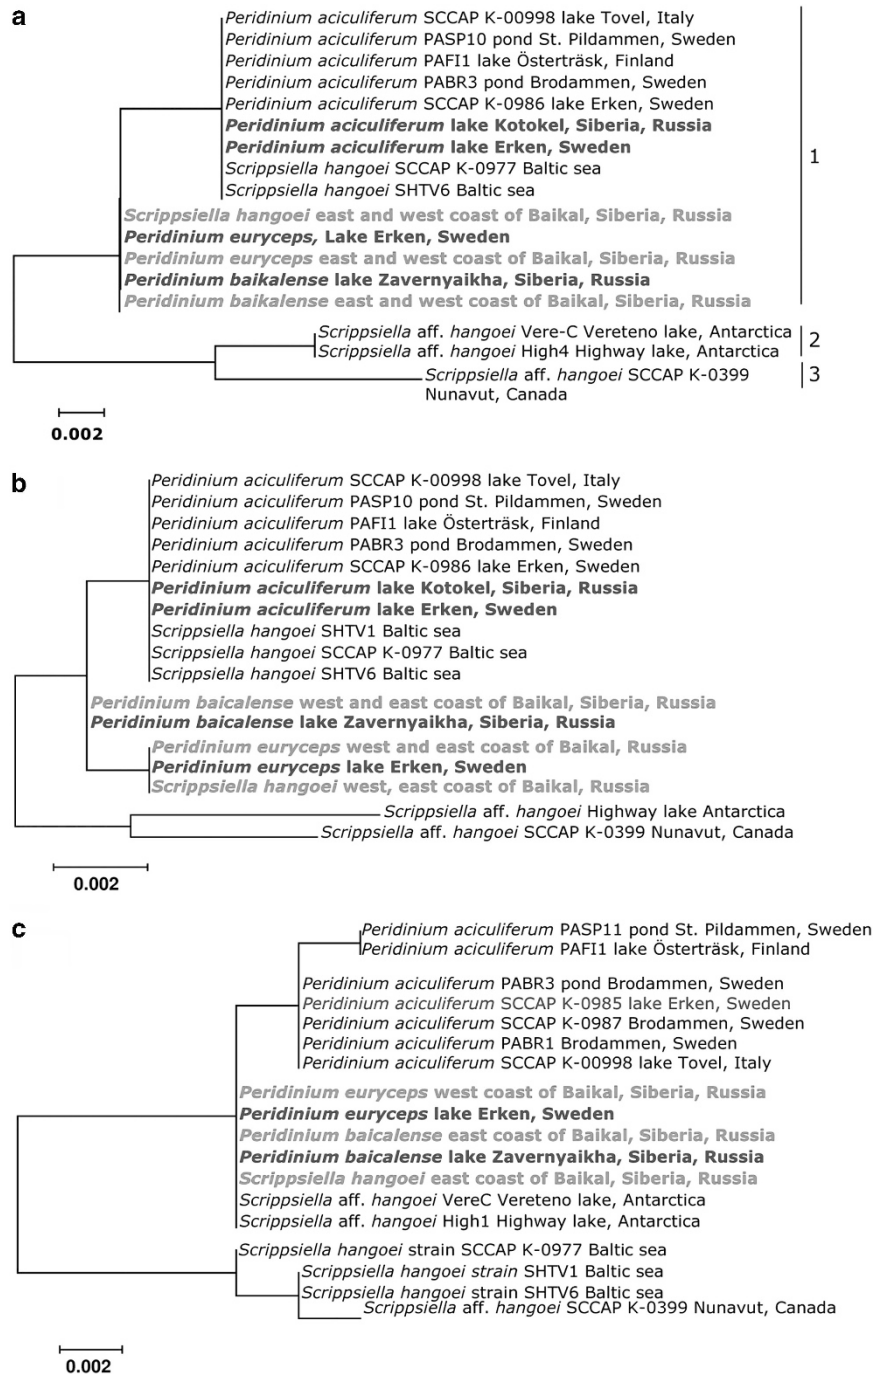 a
Peridinium aciculiferum SCCAP K-00998 lake Tovel, Italy
Peridinium aciculiferum PASP10 pond St. Pildammen, Sweden
Peridinium aciculiferum PAFI1 lake Österträsk, Finland
Peridinium aciculiferum PABR3 pond Brodammen, Sweden
Peridinium aciculiferum SCCAP K-0986 lake Erken, Sweden
Peridinium aciculiferum lake Kotokel, Siberia, Russia
Peridinium aciculiferum lake Erken, Sweden
Scrippsiella hangoei SCCAP K-0977 Baltic sea
Scrippsiella hangoei SHTV6 Baltic sea
Scrippsiella hangoei east and west coast of Baikal, Siberia, Russia
Peridinium euryceps, Lake Erken, Sweden
Peridinium euryceps east and west coast of Baikal, Siberia, Russia
Peridinium baikalense lake Zavernyaikha, Siberia, Russia
Peridinium baikalense east and west coast of Baikal, Siberia, Russia
1
Scrippsiella aff. hangoei Vere-C Vereteno lake, Antarctica
Scrippsiella aff. hangoei High4 Highway lake, Antarctica
2
Scrippsiella aff. hangoei SCCAP K-0399
Nunavut, Canada
3
0.002
b
Peridinium aciculiferum SCCAP K-00998 lake Tovel, Italy
Peridinium aciculiferum PASP10 pond St. Pildammen, Sweden
Peridinium aciculiferum PAFI1 lake Österträsk, Finland
Peridinium aciculiferum PABR3 pond Brodammen, Sweden
Peridinium aciculiferum SCCAP K-0986 lake Erken, Sweden
Peridinium aciculiferum lake Kotokel, Siberia, Russia
Peridinium aciculiferum lake Erken, Sweden
Scrippsiella hangoei SHTV1 Baltic sea
Scrippsiella hangoei SCCAP K-0977 Baltic sea
Scrippsiella hangoei SHTV6 Baltic sea
Peridinium baicalense west and east coast of Baikal, Siberia, Russia
Peridinium baicalense lake Zavernyaikha, Siberia, Russia
Peridinium euryceps west and east coast of Baikal, Russia
Peridinium euryceps lake Erken, Sweden
Scrippsiella hangoei west, east coast of Baikal, Russia
Scrippsiella aff. hangoei Highway lake Antarctica
Scrippsiella aff. hangoei SCCAP K-0399 Nunavut, Canada
0.002
c
Peridinium aciculiferum PASP11 pond St. Pildammen, Sweden
Peridinium aciculiferum PAFI1 lake Österträsk, Finland
Peridinium aciculiferum PABR3 pond Brodammen, Sweden
Peridinium aciculiferum SCCAP K-0985 lake Erken, Sweden
Peridinium aciculiferum SCCAP K-0987 Brodammen, Sweden
Peridinium aciculiferum PABR1 Brodammen, Sweden
Peridinium aciculiferum SCCAP K-00998 lake Tovel, Italy
Peridinium euryceps west coast of Baikal, Siberia, Russia
Peridinium euryceps lake Erken, Sweden
Peridinium baicalense east coast of Baikal, Siberia, Russia
Peridinium baicalense lake Zavernyaikha, Siberia, Russia
Scrippsiella hangoei east coast of Baikal, Siberia, Russia
Scrippsiella aff. hangoei VereC Vereteno lake, Antarctica
Scrippsiella aff. hangoei High1 Highway lake, Antarctica
Scrippsiella hangoei strain SCCAP K-0977 Baltic sea
Scrippsiella hangoei strain SHTV1 Baltic sea
Scrippsiella hangoei strain SHTV6 Baltic sea
Scrippsiella aff. hangoei SCCAP K-0399 Nunavut, Canada
0.002